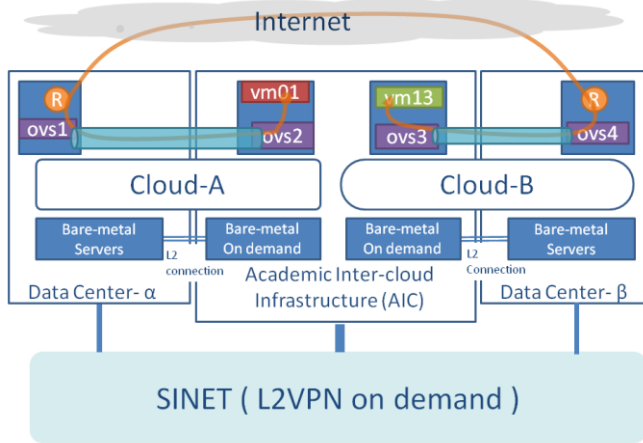 Internet
R
vm01
vm13
R
ovs1
ovs2
ovs3
ovs4
Cloud-A
Cloud-B
Bare-metal
Servers
Bare-metal
On demand
Bare-metal
On demand
Bare-metal
Servers
L2
connection
L2
Connection
Data Center- α
Academic Inter-cloud
Infrastructure (AIC)
Data Center- β
SINET ( L2VPN on demand )